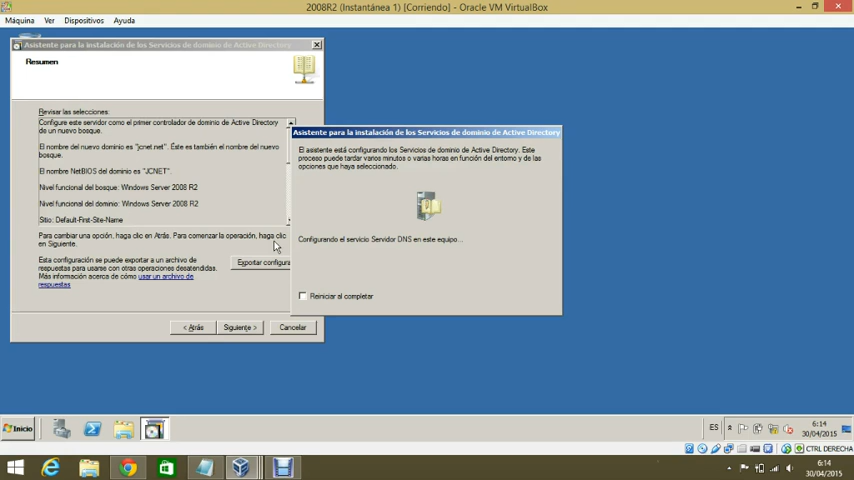 2008R2 (Instantánea 1) [Corriendo] - Oracle VM VirtualBox
Máquina Ver Dispositivos Ayuda
Asistente para la instalación de los Servicios de dominio de Active Directory
Resumen
Revisar las selecciones:
Configure este servidor como el primer controlador de dominio de Active Directory
de un nuevo bosque.
El nombre del nuevo dominio es "jcnet.net". Éste es también el nombre del nuevo
bosque.
El nombre NetBIOS del dominio es "JCNET".
Nivel funcional del bosque: Windows Server 2008 R2
Nivel funcional del dominio: Windows Server 2008 R2
Sitio: Default-First-Site-Name
Para cambiar una opción, haga clic en Atrás. Para comenzar la operación, haga clic
en Siguiente.
Esta configuración se puede exportar a un archivo de
respuestas para usarse con otras operaciones desatendidas.
Más información acerca de cómo usar un archivo de
respuestas
Exportar configura
< Atrás Siguiente > Cancelar
Asistente para la instalación de los Servicios de dominio de Active Directory
El asistente está configurando los Servicios de dominio de Active Directory. Este
proceso puede tardar varios minutos o varias horas en función del entorno y de las
opciones que haya seleccionado.
Configurando el servicio Servidor DNS en este equipo...
Reiniciar al completar
Inicio
ES
6:14
30/04/2015
CTRL DERECHA
6:14
30/04/2015